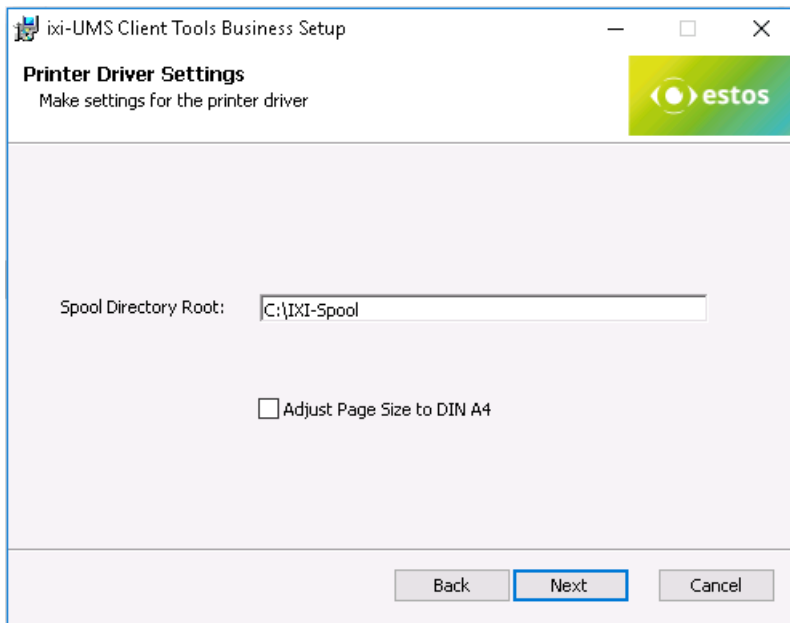 ixi-UMS Client Tools Business Setup
Printer Driver Settings
Make settings for the printer driver
estos
Spool Directory Root:
C:\IXI-Spool
Adjust Page Size to DIN A4
Back
Next
Cancel